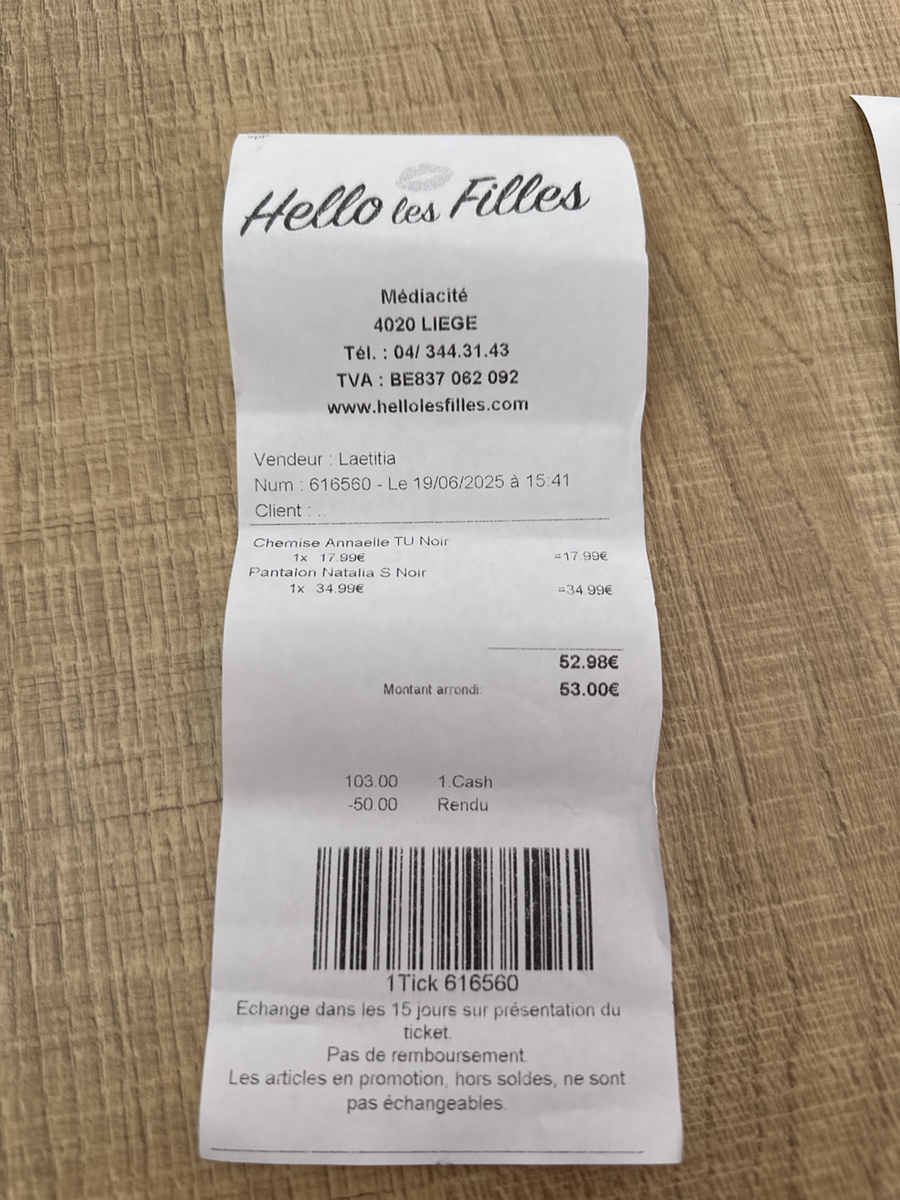 Hello les Filles
Médiacité
4020 LIEGE
Tél. : 04/ 344.31.43
TVA : BE837 062 092
www.hellolesfilles.com
Vendeur : Laetitia
Num : 616560 - Le 19/06/2025 à 15:41
Client : ..
Chemise Annaelle TU Noir
1x 17.99€ =17.99€
Pantalon Natalia S Noir
1x 34.99€ =34.99€
52.98€
Montant arrondi: 53.00€
103.00 1.Cash
-50.00 Rendu
1Tick 616560
Echange dans les 15 jours sur présentation du
ticket.
Pas de remboursement.
Les articles en promotion, hors soldes, ne sont
pas échangeables.